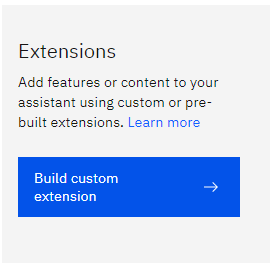 Extensions
Add features or content to your
assistant using custom or pre-
built extensions. Learn more
Build custom
extension